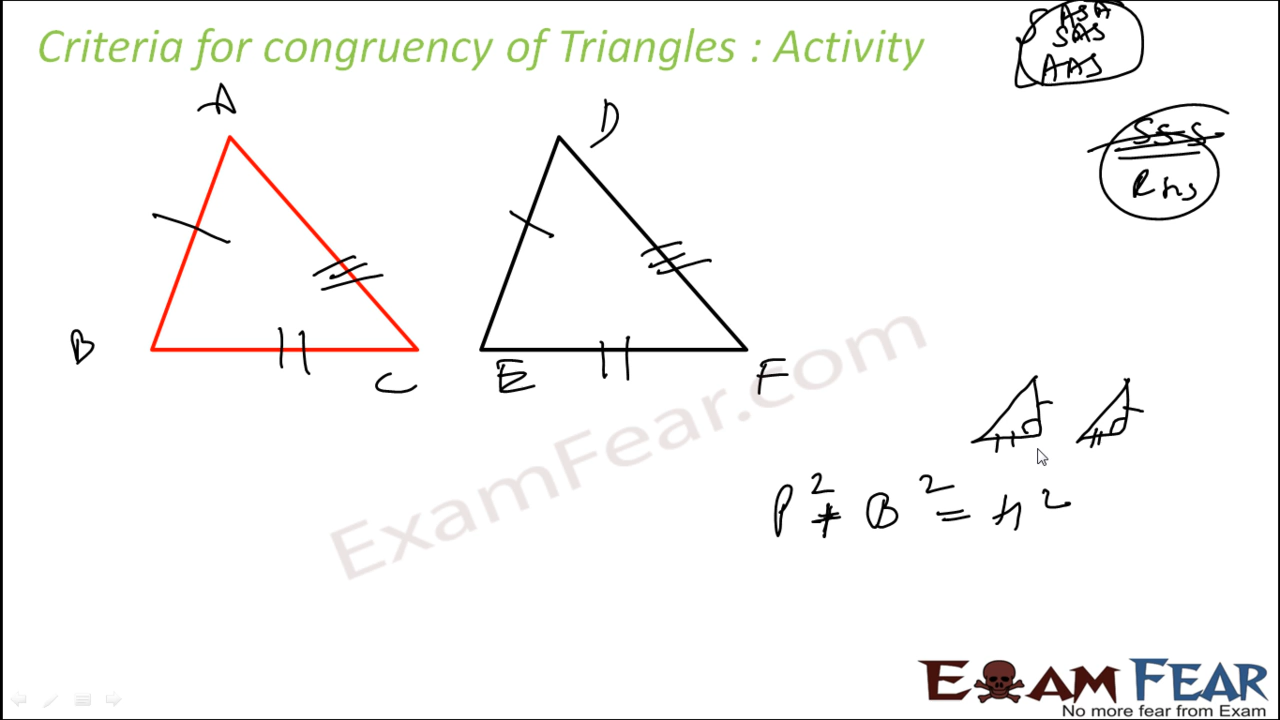 Criteria for congruency of Triangles : Activity
ASA
SAS
AAS
SSS
RHS
A
D
B
C
E
F
P² + B² = H²
ExamFear.com
EXAM FEAR
No more fear from Exam